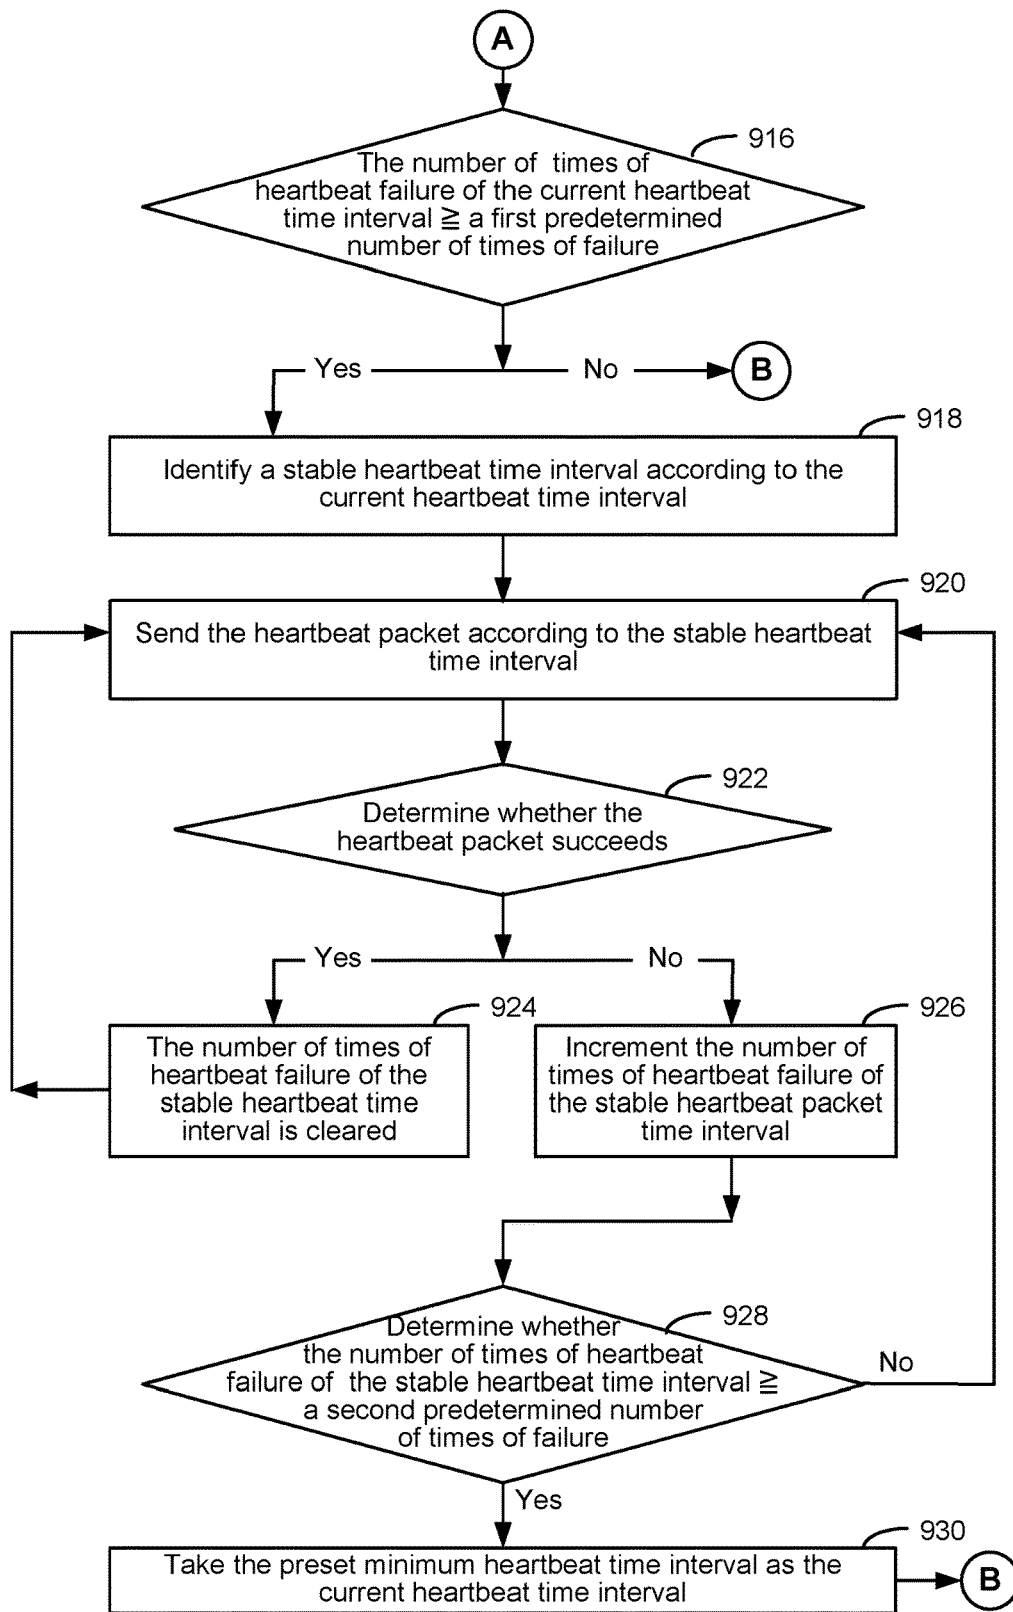 A
916
The number of times of
heartbeat failure of the current heartbeat
time interval ≧ a first predetermined
number of times of failure
Yes
No
B
918
Identify a stable heartbeat time interval according to the
current heartbeat time interval
920
Send the heartbeat packet according to the stable heartbeat
time interval
922
Determine whether the
heartbeat packet succeeds
Yes
No
924
The number of times of
heartbeat failure of the
stable heartbeat time
interval is cleared
926
Increment the number of
times of heartbeat failure of
the stable heartbeat packet
time interval
928
Determine whether
the number of times of heartbeat
failure of the stable heartbeat time interval ≧
a second predetermined number
of times of failure
No
Yes
930
Take the preset minimum heartbeat time interval as the
current heartbeat time interval
B